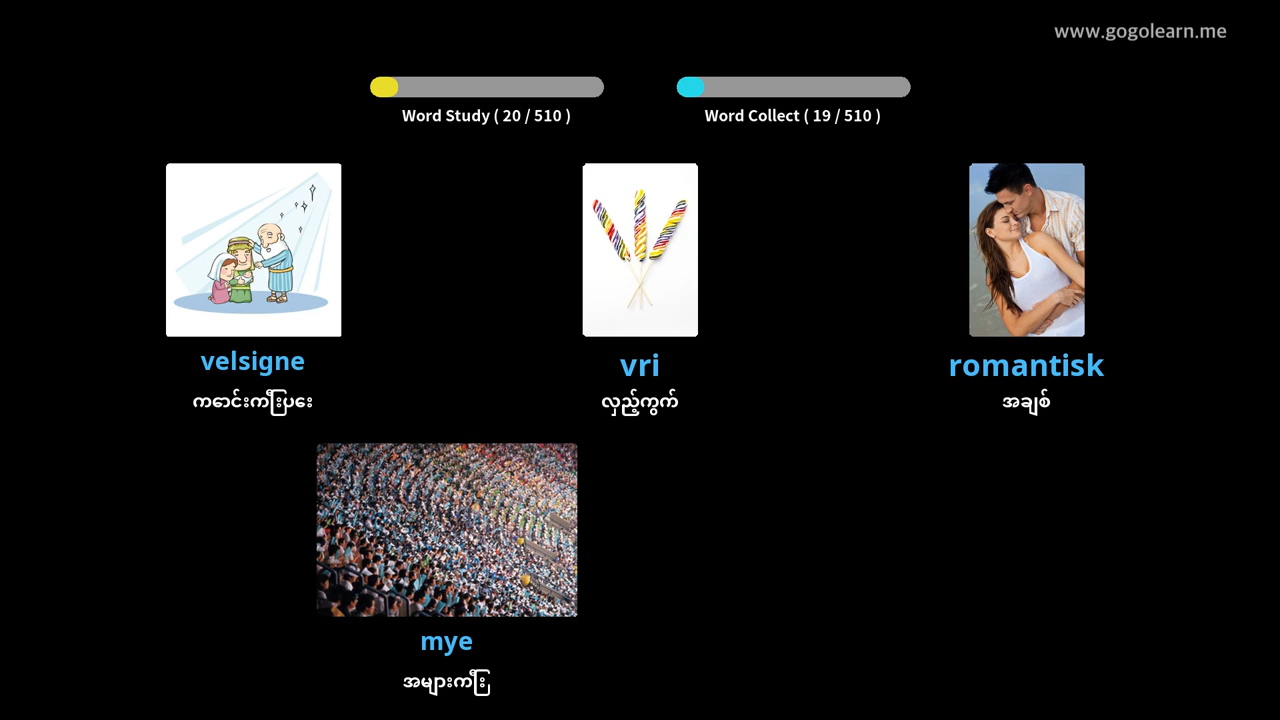 www.gogolearn.me
Word Study ( 20 / 510 )
Word Collect ( 19 / 510 )
velsigne
vri
romantisk
ကောင်းကြီးပေး
လှည့်ကွက်
အချစ်
mye
အများကြီး